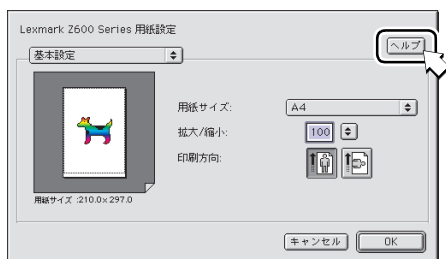 Lexmark Z600 Series 用紙設定
ヘルプ
基本設定
用紙サイズ:
A4
拡大/縮小:
100
印刷方向:
用紙サイズ :210.0×297.0
キャンセル
OK